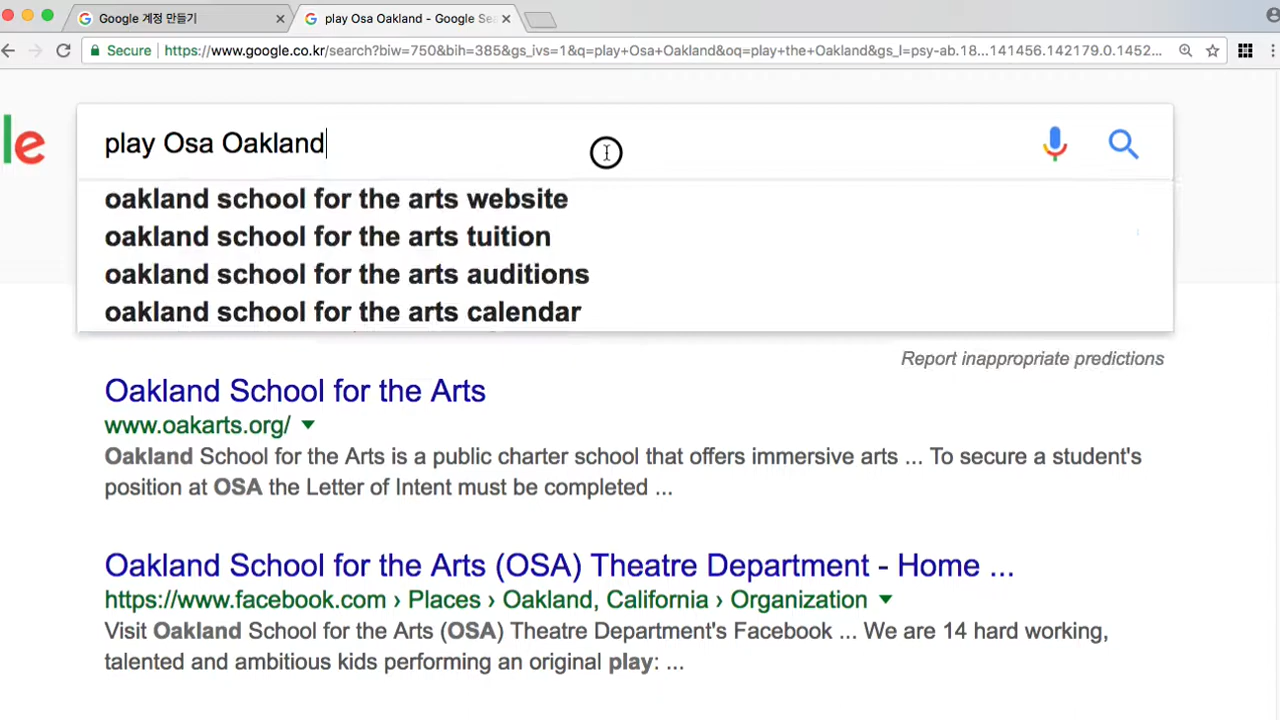 Google 계정 만들기
play Osa Oakland - Google Sea
Secure
https://www.google.co.kr/search?biw=750&bih=385&gs_ivs=1&q=play+Osa+Oakland&oq=play+the+Oakland&gs_l=psy-ab.18...141456.142179.0.1452...
le
play Osa Oakland
oakland school for the arts website
oakland school for the arts tuition
oakland school for the arts auditions
oakland school for the arts calendar
Report inappropriate predictions
Oakland School for the Arts
www.oakarts.org/
Oakland School for the Arts is a public charter school that offers immersive arts ... To secure a student's
position at OSA the Letter of Intent must be completed ...
Oakland School for the Arts (OSA) Theatre Department - Home ...
https://www.facebook.com › Places › Oakland, California › Organization
Visit Oakland School for the Arts (OSA) Theatre Department's Facebook ... We are 14 hard working,
talented and ambitious kids performing an original play: ...